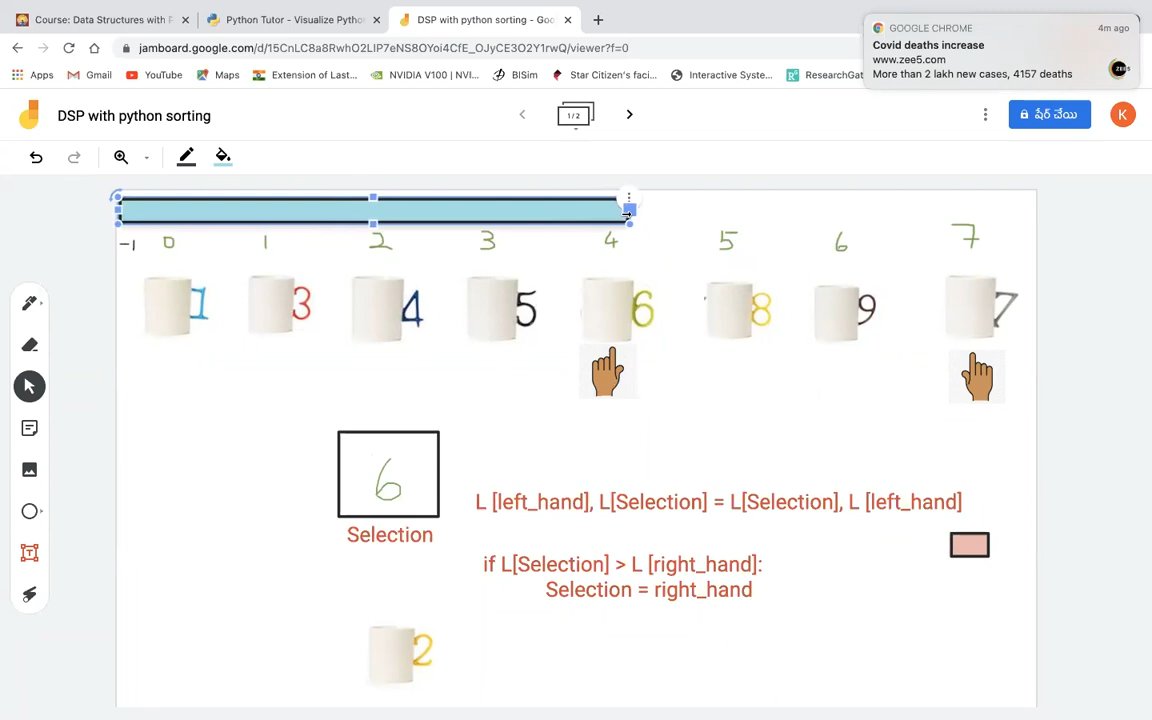 Course: Data Structures with P
Python Tutor - Visualize Python
DSP with python sorting - Goo
GOOGLE CHROME
4m ago
Covid deaths increase
www.zee5.com
More than 2 lakh new cases, 4157 deaths
ZEE5
jamboard.google.com/d/15CnLC8a8RwhO2LIP7eNS8OYoi4CfE_OJyCE3O2Y1rwQ/viewer?f=0
Apps
Gmail
YouTube
Maps
Extension of Last...
NVIDIA V100 | NVI...
BISim
Star Citizen's faci...
Interactive Syste...
ResearchGat
DSP with python sorting
1/2
షేర్ చేయి
K
-1 0 1 2 3 4 5 6 7
1 3 4 5 6 8 9 7
6
Selection
L [left_hand], L[Selection] = L[Selection], L [left_hand]
if L[Selection] > L [right_hand]:
Selection = right_hand
2